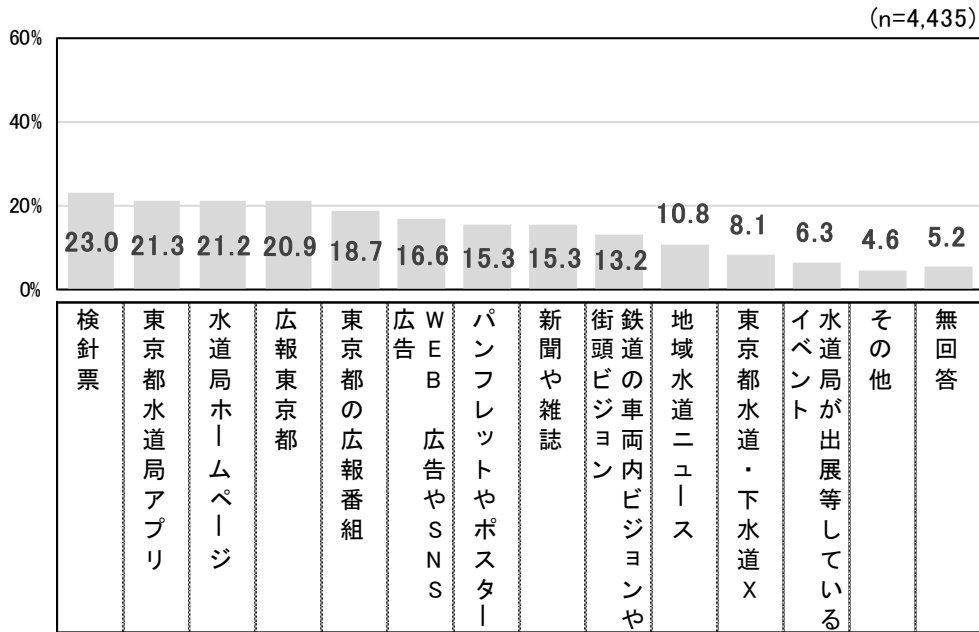 (n=4,435)
60%
40%
20%
0%
23.0
21.3
21.2
20.9
18.7
16.6
15.3
15.3
13.2
10.8
8.1
6.3
4.6
5.2
検針票
東京都水道局アプリ
水道局ホームページ
広報東京都
東京都の広報番組
WEB 広告やSNS
広告
パンフレットやポスター
新聞や雑誌
鉄道の車両内ビジョンや
街頭ビジョン
地域水道ニュース
東京都水道・下水道X
水道局が出展等している
イベント
その他
無回答